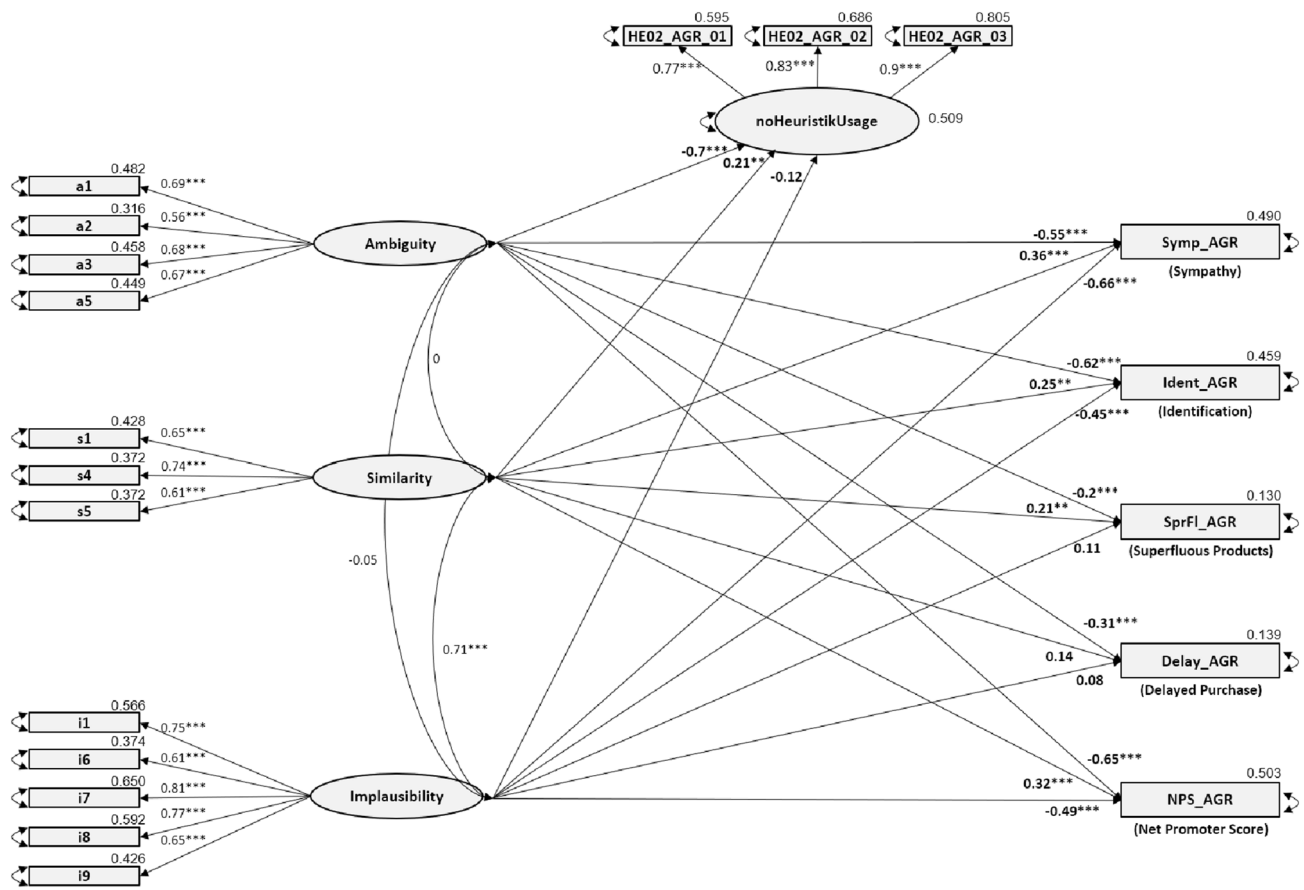 0.595
0.686
0.805
HE02_AGR_01
HE02_AGR_02
HE02_AGR_03
0.77***
0.83***
0.9***
noHeuristikUsage
0.509
-0.7***
0.21**
-0.12
0.482
a1
0.69***
0.316
a2
0.56***
0.458
a3
0.68***
0.449
a5
0.67***
Ambiguity
0
0.428
s1
0.65***
0.372
s4
0.74***
0.372
s5
0.61***
Similarity
-0.05
0.71***
0.566
i1
0.75***
0.374
i6
0.61***
0.650
i7
0.81***
0.592
i8
0.77***
0.426
i9
0.65***
Implausibility
-0.55***
0.36***
-0.66***
0.490
Symp_AGR
(Sympathy)
-0.62***
0.25**
-0.45***
0.459
Ident_AGR
(Identification)
-0.2***
0.21**
0.11
0.130
SprFl_AGR
(Superfluous Products)
-0.31***
0.14
0.08
0.139
Delay_AGR
(Delayed Purchase)
-0.65***
0.32***
-0.49***
0.503
NPS_AGR
(Net Promoter Score)